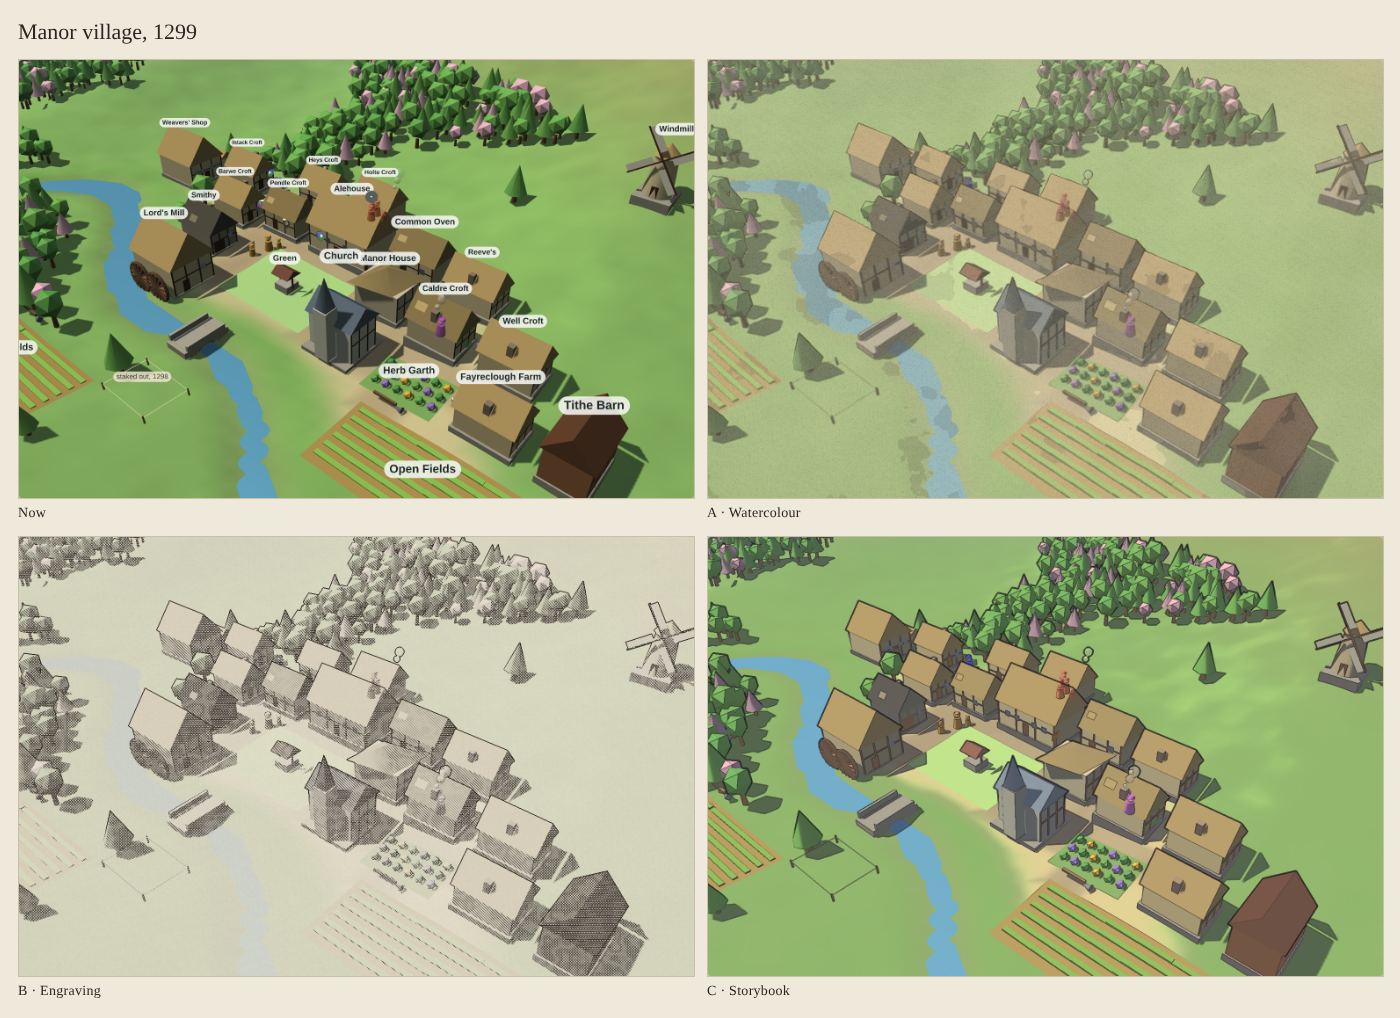 Manor village, 1299
Weavers' Shop
Windmill
Istack Croft
Heys Croft
Barwe Croft
Holte Croft
Pendle Croft
Alehouse
Smithy
Lord's Mill
Common Oven
Green
Church
Manor House
Reeve's
Caldre Croft
Well Croft
lds
staked out, 1298
Herb Garth
Fayreclough Farm
Tithe Barn
Open Fields
Now
A · Watercolour
B · Engraving
C · Storybook